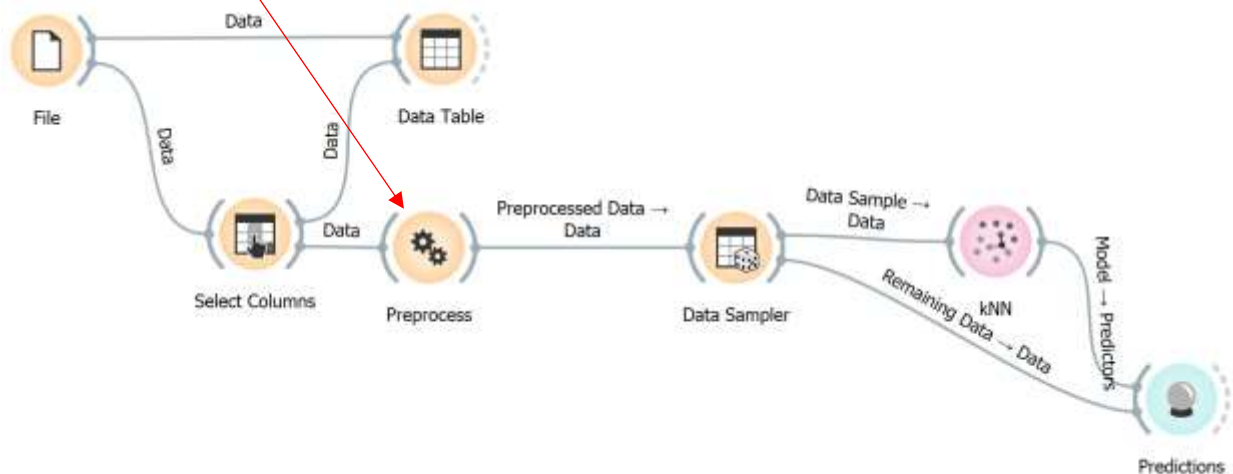 Data
File
Data Table
Data
Data
Data
Select Columns
Preprocess
Preprocessed Data →
Data
Data Sampler
Data Sample →
Data
kNN
Remaining Data → Data
Model → Predictors
Predictions